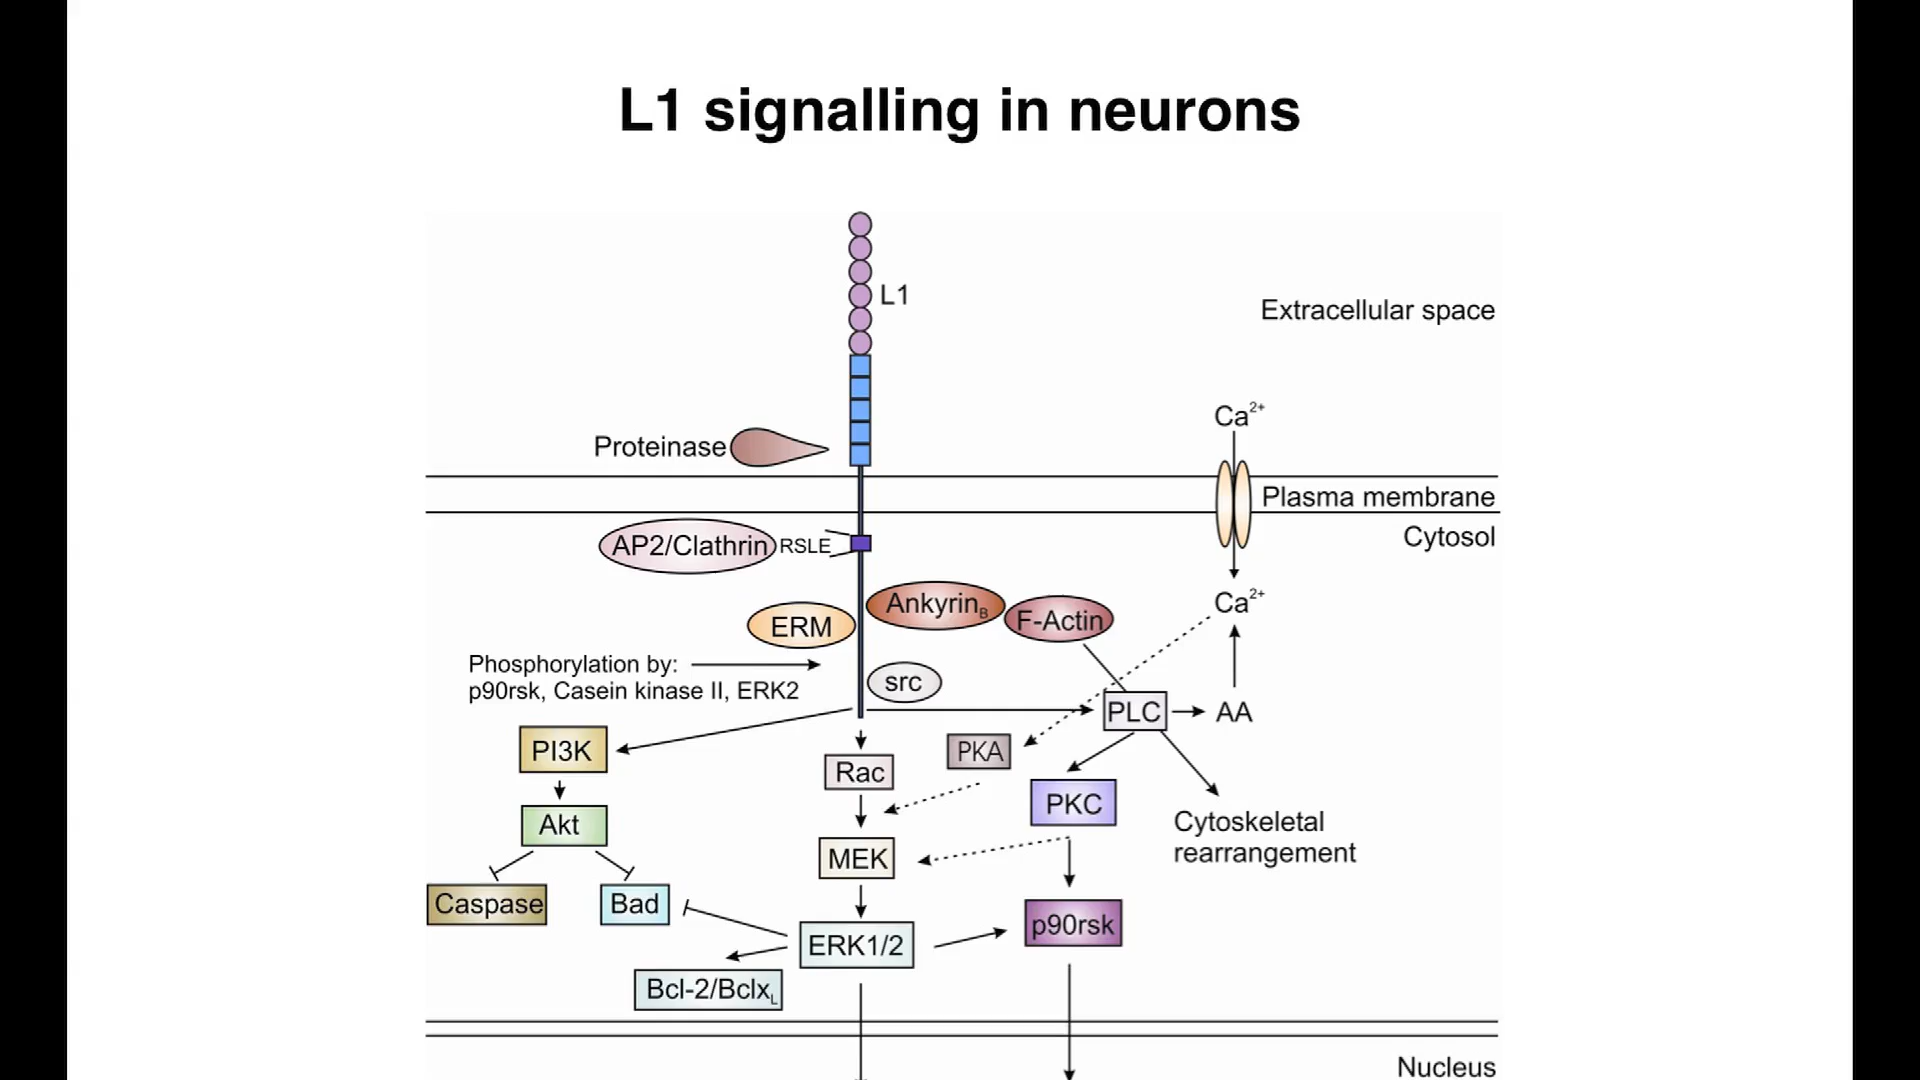 L1 signalling in neurons
L1
Extracellular space
Ca2+
Proteinase
Plasma membrane
Cytosol
AP2/Clathrin
RSLE
Ankyrin B
F-Actin
Ca2+
ERM
Phosphorylation by:
p90rsk, Casein kinase II, ERK2
src
PLC
AA
PI3K
PKA
Rac
PKC
Akt
Cytoskeletal
rearrangement
MEK
Caspase
Bad
p90rsk
ERK1/2
Bcl-2/BclxL
Nucleus